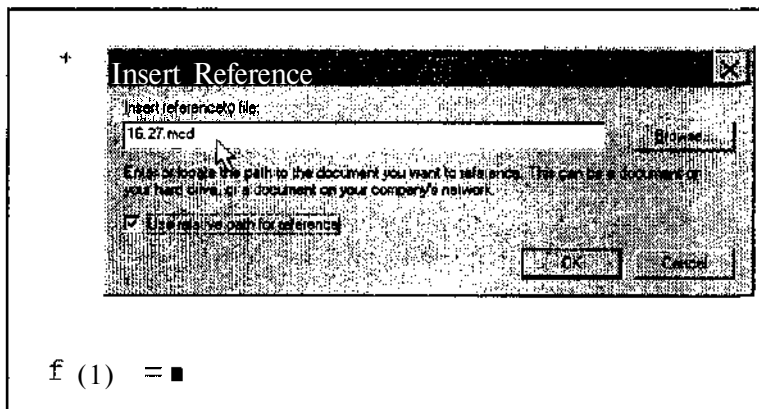 Insert Reference
Insert reference to file:
16.27.mcd
Browse...
Enter or locate the path to the document you want to reference. This can be a document on
your hard drive, or a document on your company's network.
Use relative path for reference
OK
Cancel
f (1) =